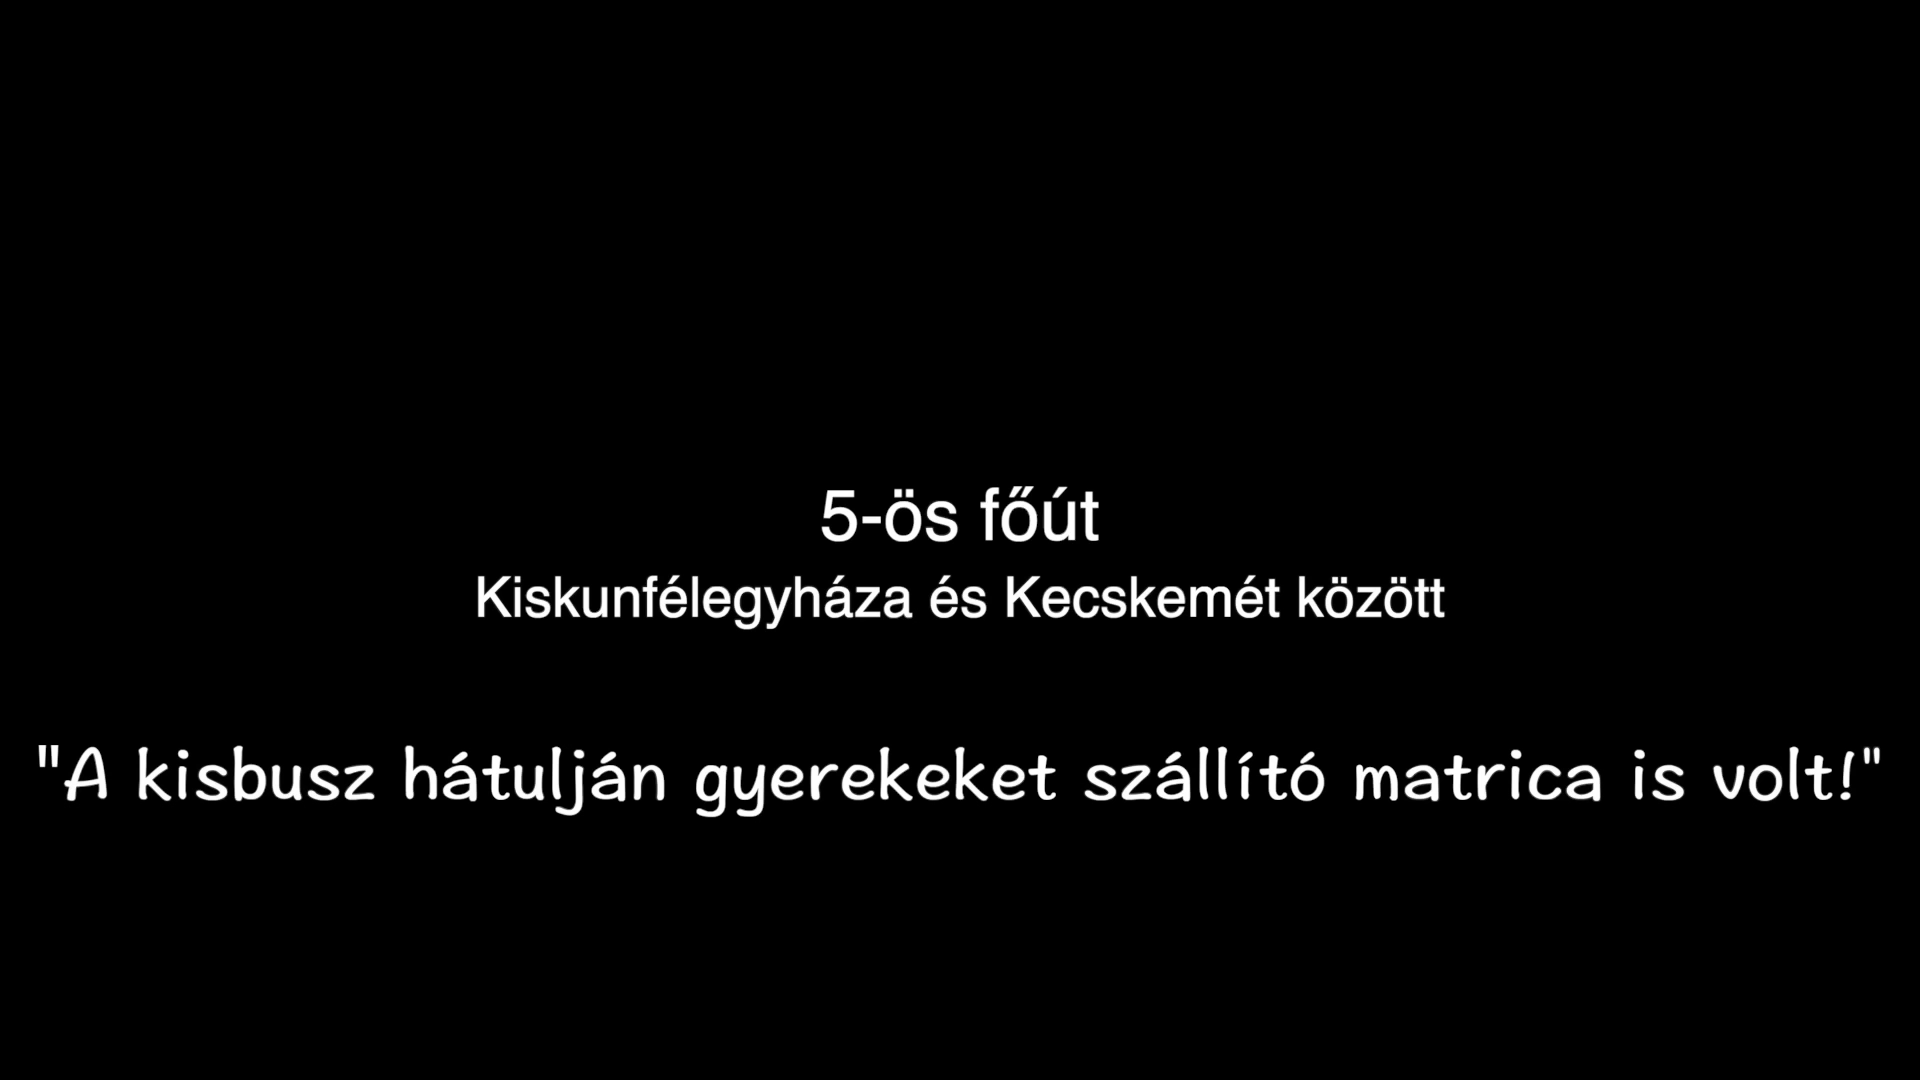 5-ös főút
Kiskunfélegyháza és Kecskemét között
"A kisbusz hátulján gyerekeket szállító matrica is volt!"